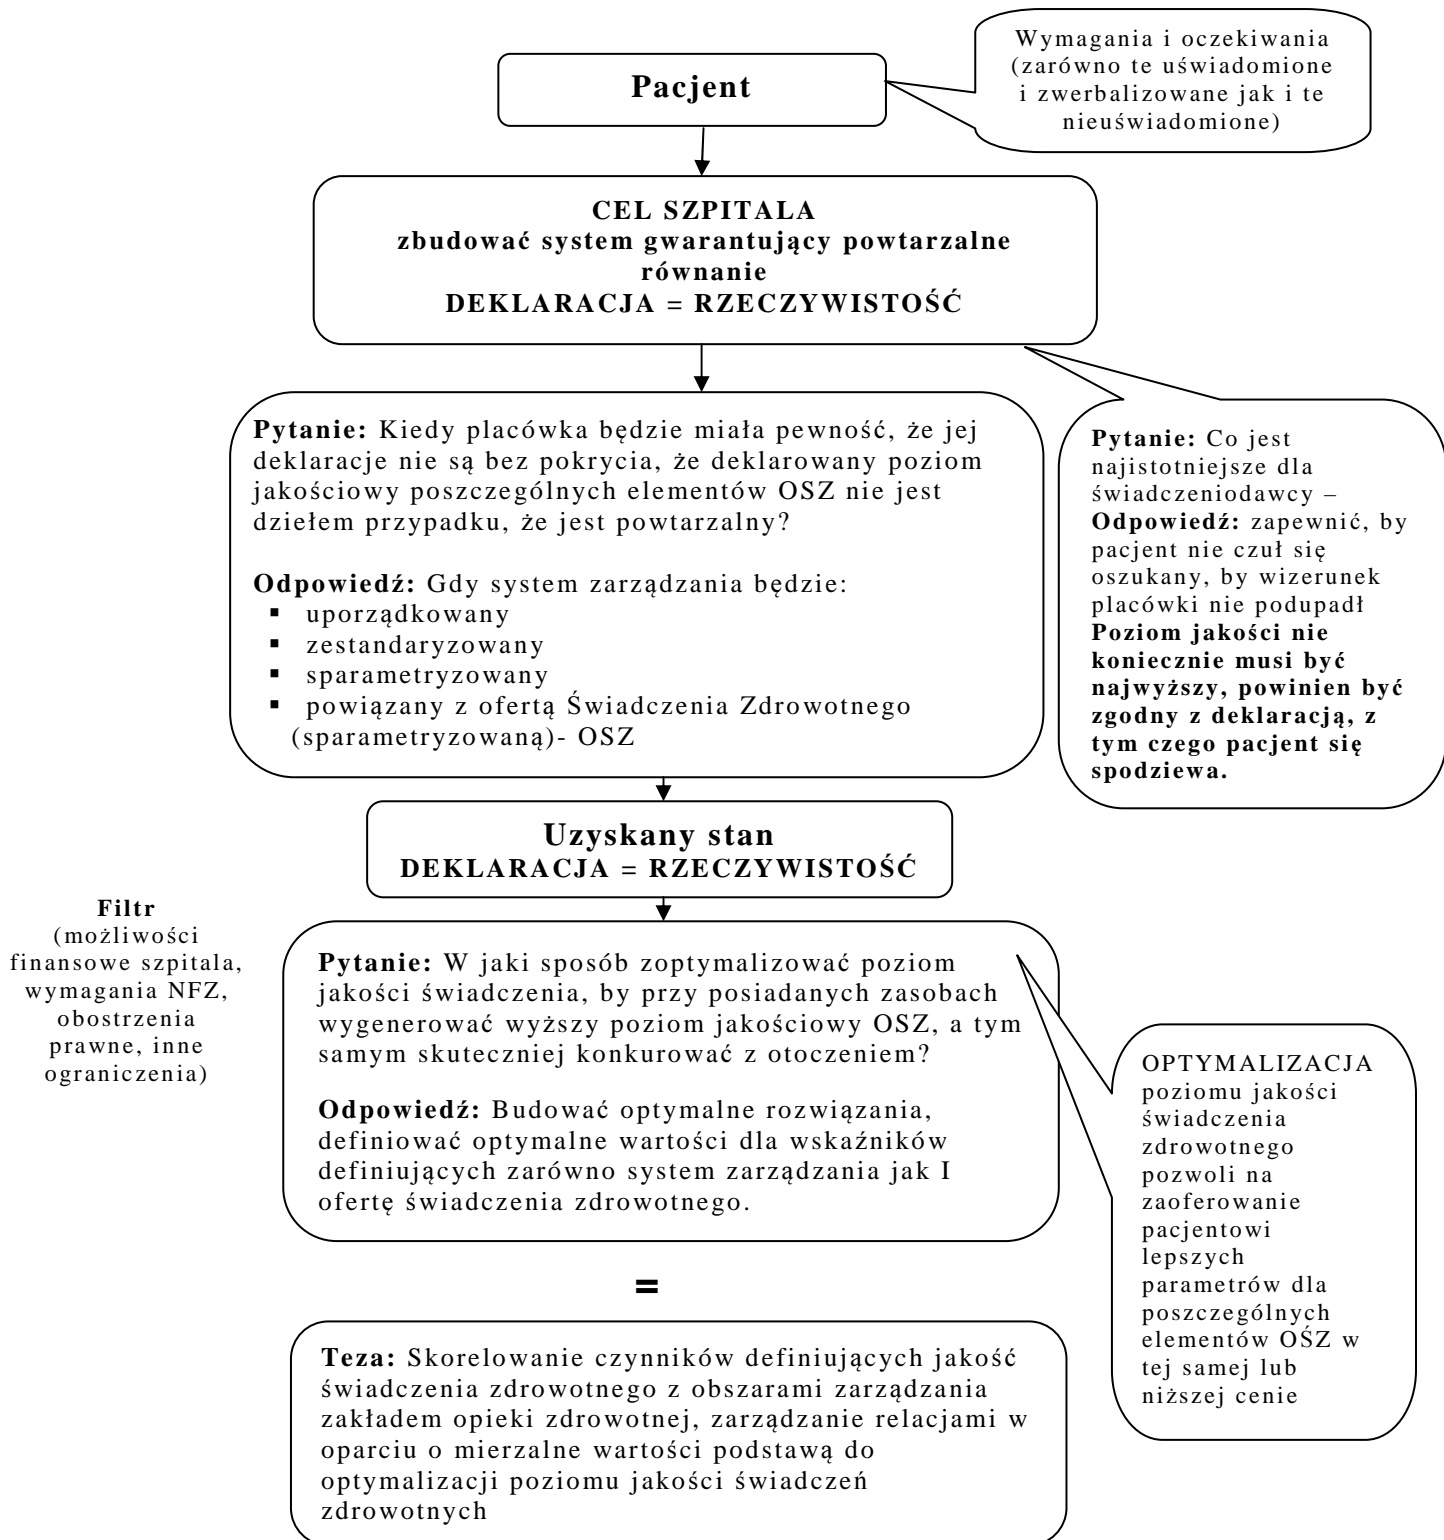 Pacjent
Wymagania i oczekiwania
(zarówno te uświadomione
i zwerbalizowane jak i te
nieuświadomione)
CEL SZPITALA
zbudować system gwarantujący powtarzalne
równanie
DEKLARACJA = RZECZYWISTOŚĆ
Pytanie: Kiedy placówka będzie miała pewność, że jej
deklaracje nie są bez pokrycia, że deklarowany poziom
jakościowy poszczególnych elementów OSZ nie jest
dziełem przypadku, że jest powtarzalny?
Odpowiedź: Gdy system zarządzania będzie:
▪ uporządkowany
▪ zestandaryzowany
▪ sparametryzowany
▪ powiązany z ofertą Świadczenia Zdrowotnego
(sparametryzowaną)- OSZ
Pytanie: Co jest
najistotniejsze dla
świadczeniodawcy –
Odpowiedź: zapewnić, by
pacjent nie czuł się
oszukany, by wizerunek
placówki nie podupadł
Poziom jakości nie
koniecznie musi być
najwyższy, powinien być
zgodny z deklaracją, z
tym czego pacjent się
spodziewa.
Uzyskany stan
DEKLARACJA = RZECZYWISTOŚĆ
Filtr
(możliwości
finansowe szpitala,
wymagania NFZ,
obostrzenia
prawne, inne
ograniczenia)
Pytanie: W jaki sposób zoptymalizować poziom
jakości świadczenia, by przy posiadanych zasobach
wygenerować wyższy poziom jakościowy OSZ, a tym
samym skuteczniej konkurować z otoczeniem?
Odpowiedź: Budować optymalne rozwiązania,
definiować optymalne wartości dla wskaźników
definiujących zarówno system zarządzania jak I
ofertę świadczenia zdrowotnego.
OPTYMALIZACJA
poziomu jakości
świadczenia
zdrowotnego
pozwoli na
zaoferowanie
pacjentowi
lepszych
parametrów dla
poszczególnych
elementów OŚZ w
tej samej lub
niższej cenie
=
Teza: Skorelowanie czynników definiujących jakość
świadczenia zdrowotnego z obszarami zarządzania
zakładem opieki zdrowotnej, zarządzanie relacjami w
oparciu o mierzalne wartości podstawą do
optymalizacji poziomu jakości świadczeń
zdrowotnych